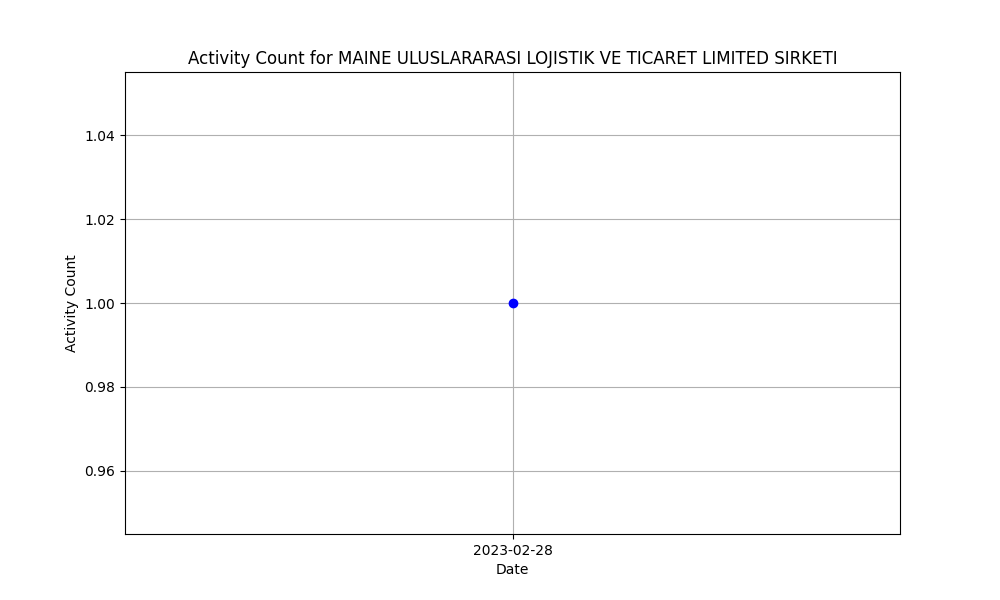 Activity Count for MAINE ULUSLARARASI LOJISTIK VE TICARET LIMITED SIRKETI
1.04
1.02
1.00
0.98
0.96
Activity Count
2023-02-28
Date